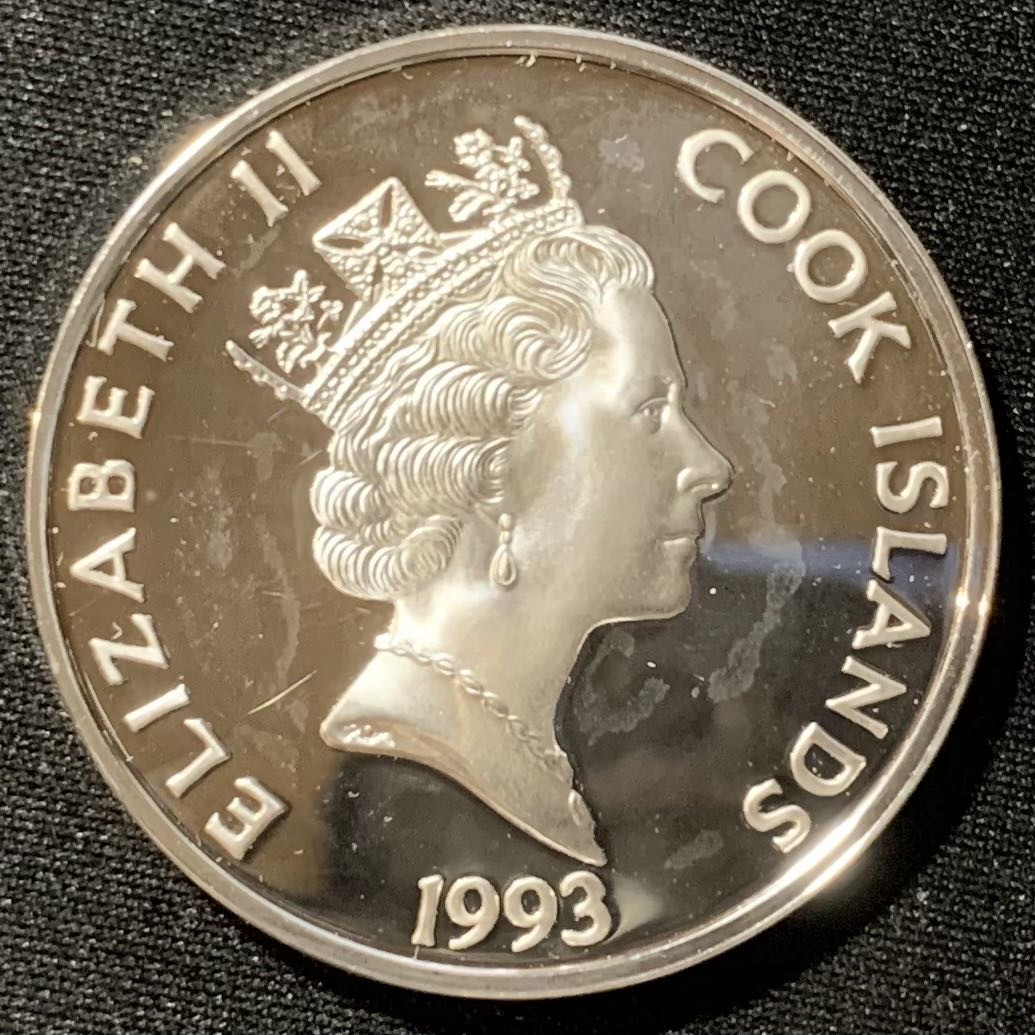 ELIZABETH II
COOK ISLANDS
1993